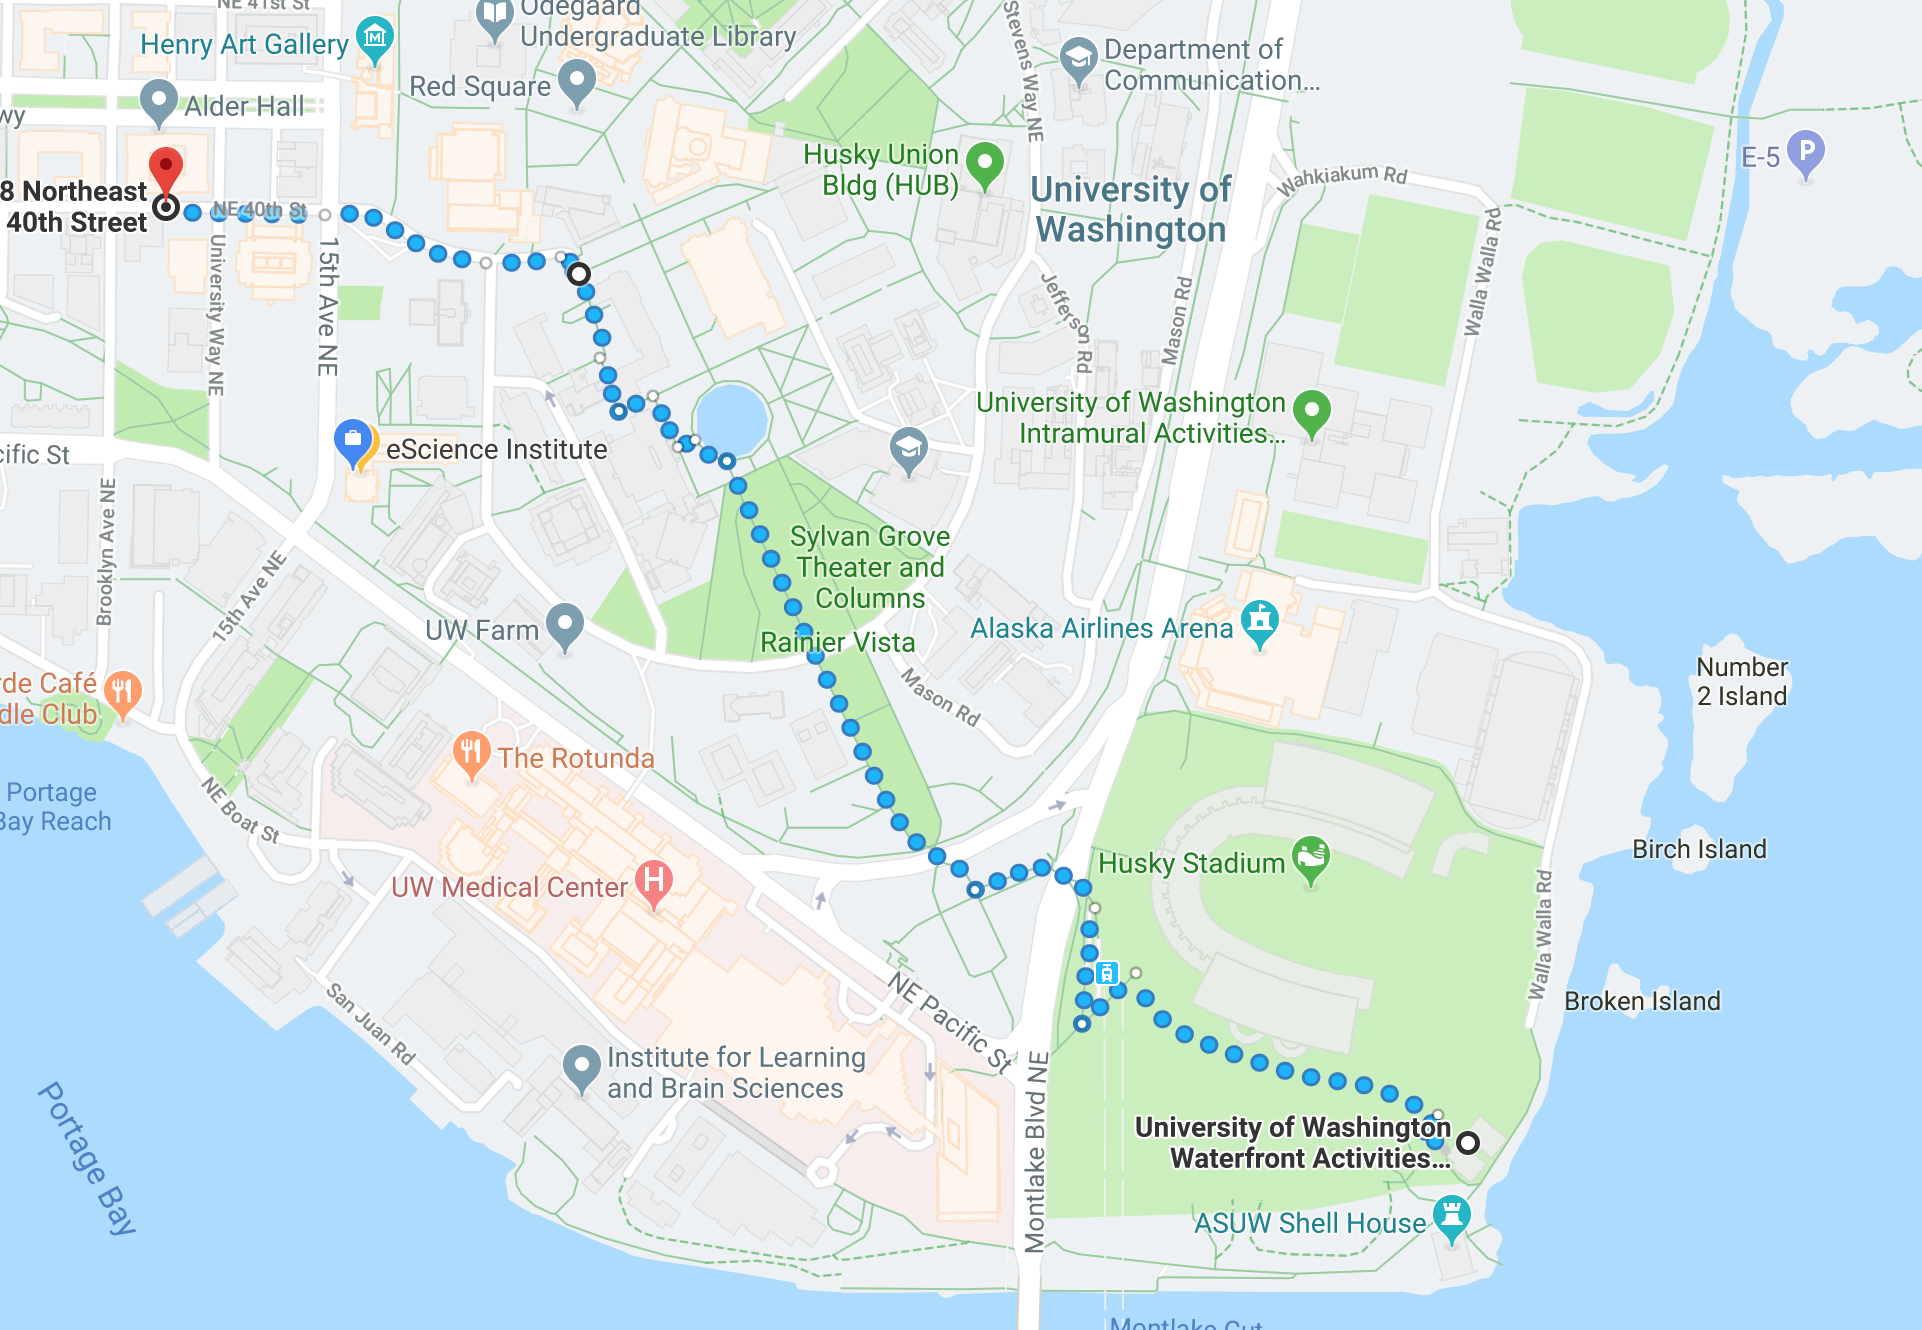 NE 41st St
Odegaard
Undergraduate Library
Henry Art Gallery
Red Square
Department of
Communication...
Stevens Way NE
Alder Hall
wy
Husky Union
Bldg (HUB)
University of
Washington
Wahkiakum Rd
E-5
P
8 Northeast
40th Street
NE 40th St
University Way NE
15th Ave NE
Jefferson Rd
Mason Rd
Walla Walla Rd
University of Washington
Intramural Activities...
cific St
eScience Institute
Brooklyn Ave NE
15th Ave NE
Sylvan Grove
Theater and
Columns
Rainier Vista
UW Farm
Alaska Airlines Arena
Mason Rd
Number
2 Island
rde Café
dle Club
The Rotunda
Portage
Bay Reach
NE Boat St
UW Medical Center
H
Husky Stadium
Birch Island
Walla Walla Rd
Broken Island
NE Pacific St
San Juan Rd
Institute for Learning
and Brain Sciences
Portage Bay
Montlake Blvd NE
University of Washington
Waterfront Activities...
ASUW Shell House
Montlake Cut